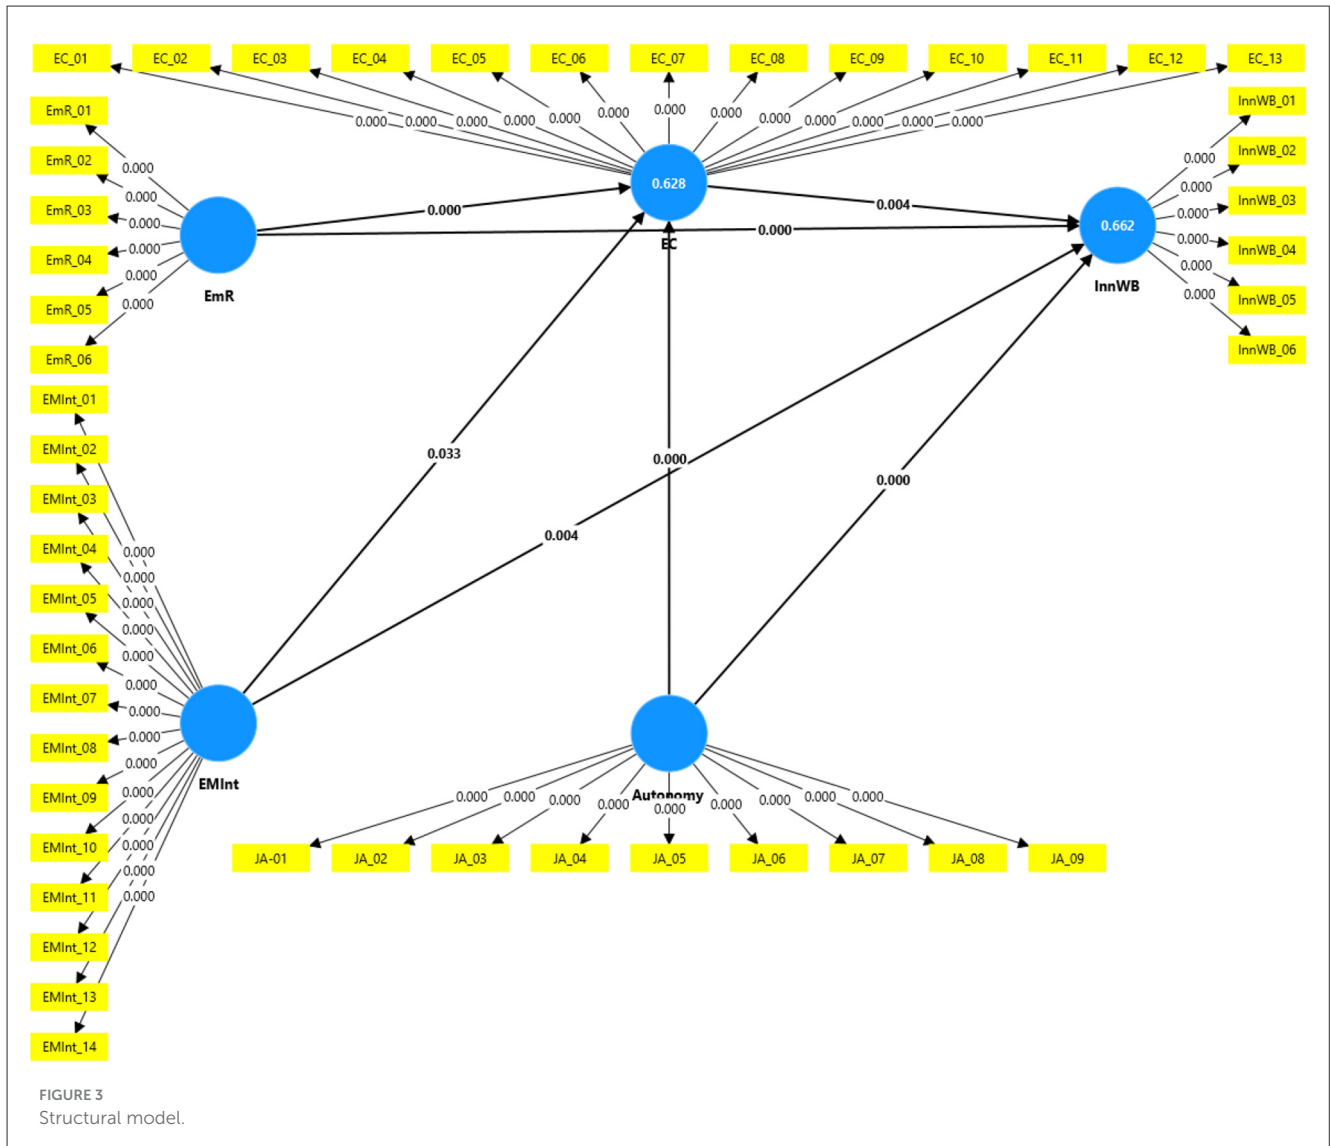 EC_01 EC_02 EC_03 EC_04 EC_05 EC_06 EC_07 EC_08 EC_09 EC_10 EC_11 EC_12 EC_13
0.000 0.000 0.000 0.000 0.000 0.000 0.000 0.000 0.000 0.000 0.000 0.000 0.000
EmR_01
EmR_02
EmR_03
EmR_04
EmR_05
EmR_06
0.000
0.000
0.000
0.000
0.000
0.000
EmR
0.628
EC
0.662
InnWB
InnWB_01
InnWB_02
InnWB_03
InnWB_04
InnWB_05
InnWB_06
0.000
0.000
0.000
0.000
0.000
0.000
0.000
0.004
0.000
0.033
0.000
0.004
0.000
EMInt_01
EMInt_02
EMInt_03
EMInt_04
EMInt_05
EMInt_06
EMInt_07
EMInt_08
EMInt_09
EMInt_10
EMInt_11
EMInt_12
EMInt_13
EMInt_14
0.000
0.000
0.000
0.000
0.000
0.000
0.000
0.000
0.000
0.000
0.000
0.000
0.000
0.000
EMInt
Autonomy
0.000 0.000 0.000 0.000 0.000 0.000 0.000 0.000 0.000
JA-01 JA_02 JA_03 JA_04 JA_05 JA_06 JA_07 JA_08 JA_09
FIGURE 3
Structural model.